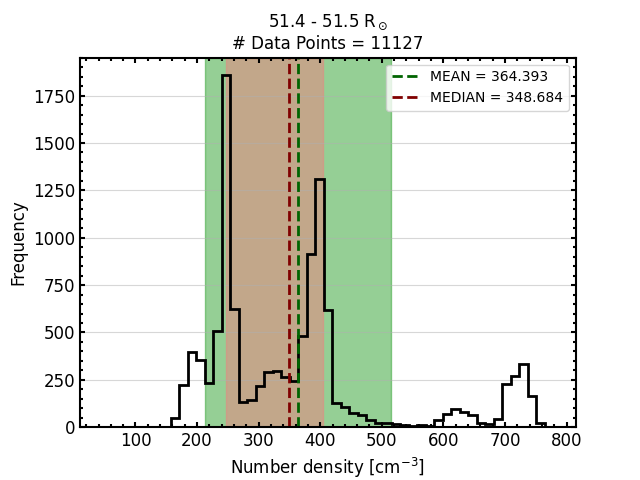 51.4 - 51.5 R⊙
# Data Points = 11127
MEAN = 364.393
MEDIAN = 348.684
1750
1500
1250
1000
750
500
250
0
Frequency
100 200 300 400 500 600 700 800
Number density [cm⁻³]